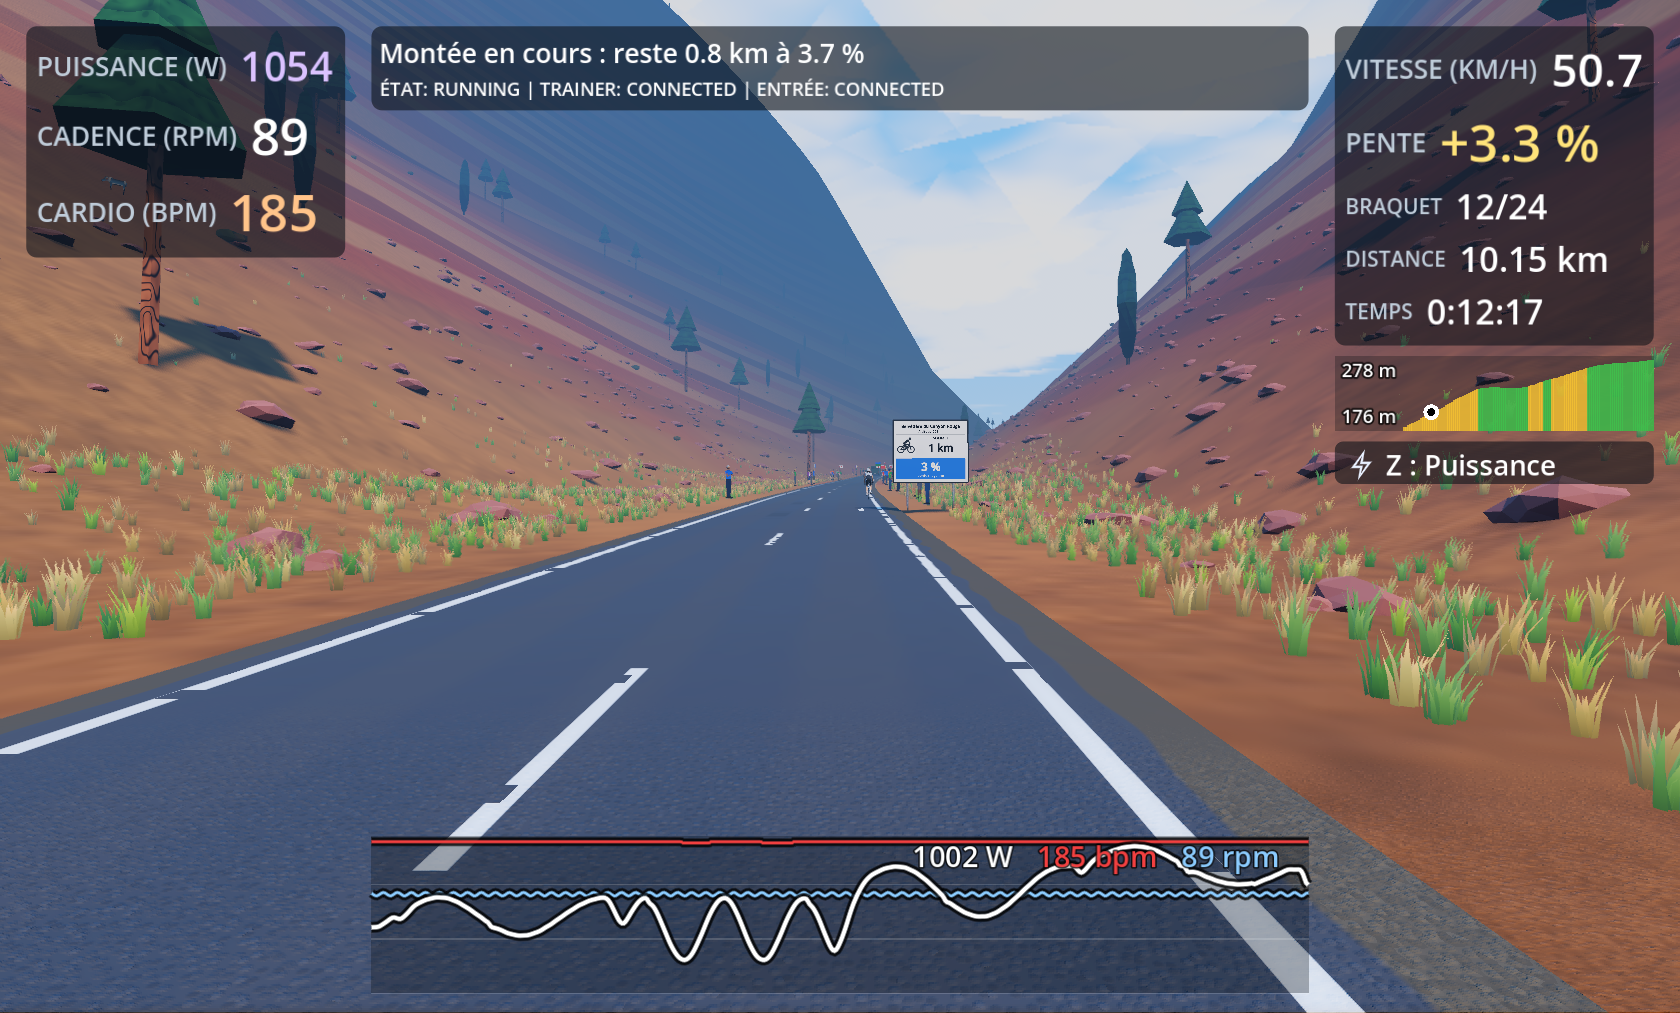 PUISSANCE (W) 1054
CADENCE (RPM) 89
CARDIO (BPM) 185
Montée en cours : reste 0.8 km à 3.7 %
ÉTAT: RUNNING | TRAINER: CONNECTED | ENTRÉE: CONNECTED
VITESSE (KM/H) 50.7
PENTE +3.3 %
BRAQUET 12/24
DISTANCE 10.15 km
TEMPS 0:12:17
278 m
176 m
Z : Puissance
1 km
3 %
1002 W 185 bpm 89 rpm